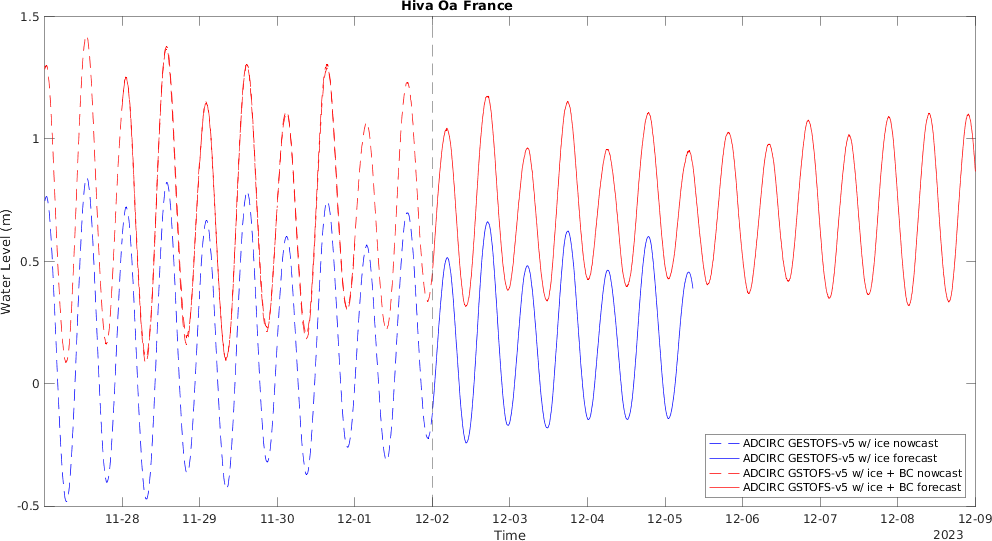 Hiva Oa France
1.5
1
0.5
0
-0.5
Water Level (m)
11-28
11-29
11-30
12-01
12-02
12-03
12-04
12-05
12-06
12-07
12-08
12-09
Time
2023
ADCIRC GESTOFS-v5 w/ ice nowcast
ADCIRC GESTOFS-v5 w/ ice forecast
ADCIRC GSTOFS-v5 w/ ice + BC nowcast
ADCIRC GSTOFS-v5 w/ ice + BC forecast